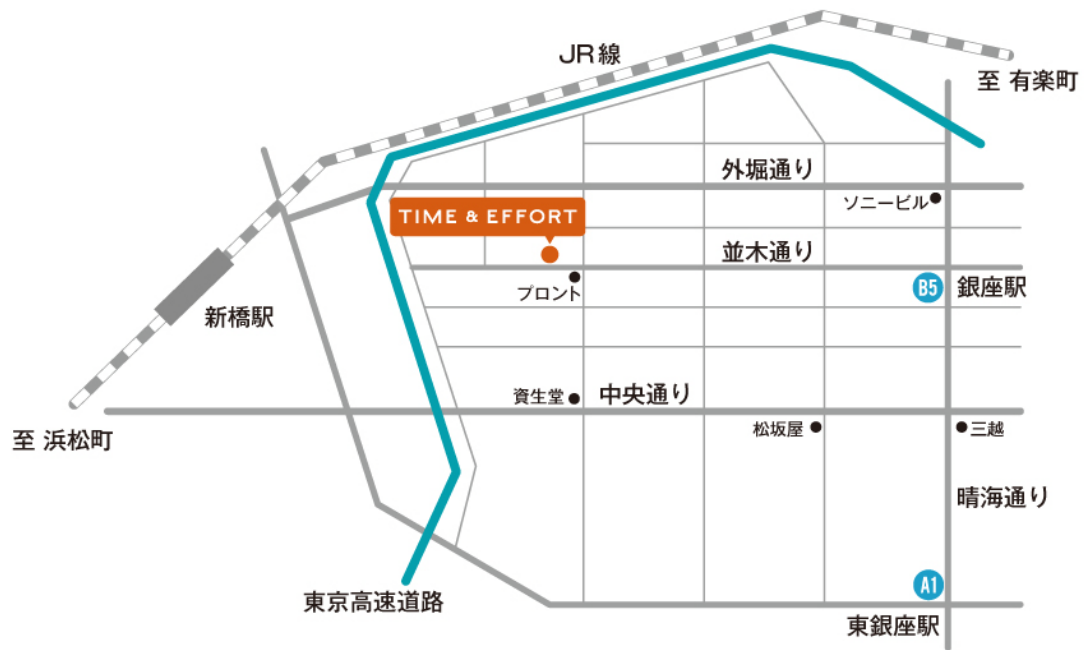 JR線
至 有楽町
外堀通り
ソニービル
TIME & EFFORT
並木通り
プロント
B5
銀座駅
新橋駅
資生堂
中央通り
至 浜松町
松坂屋
三越
晴海通り
A1
東京高速道路
東銀座駅